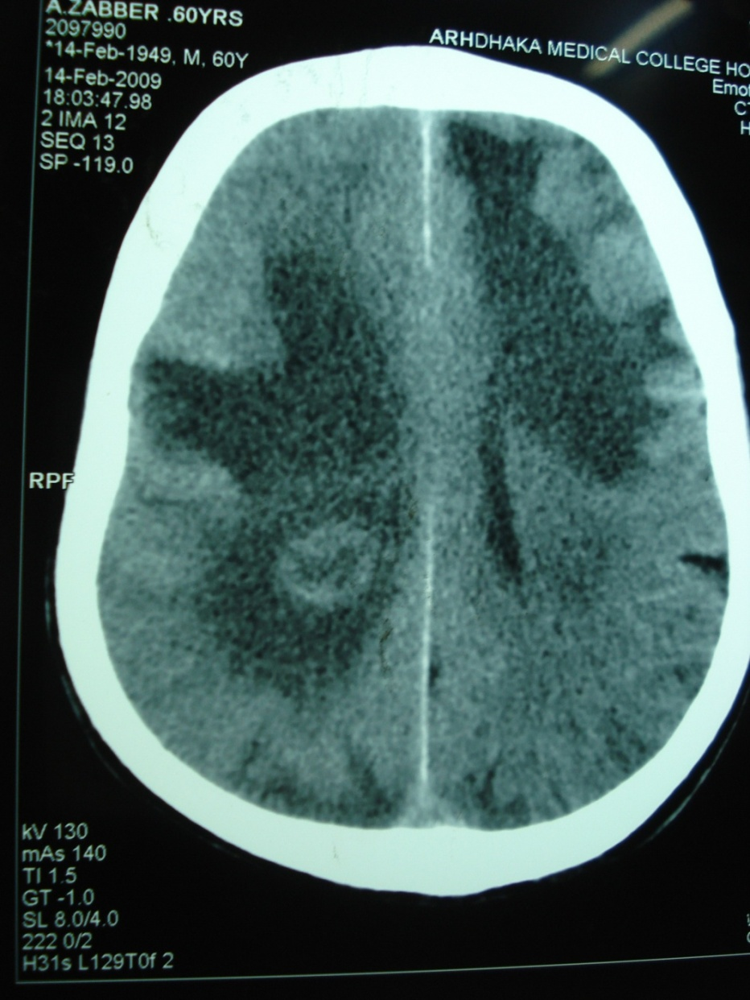 A.ZABBER .60YRS
2097990
*14-Feb-1949, M, 60Y
14-Feb-2009
18:03:47.98
2 IMA 12
SEQ 13
SP -119.0
ARHDHAKA MEDICAL COLLEGE HO
Emot
C
H
RPF
kV 130
mAs 140
TI 1.5
GT -1.0
SL 8.0/4.0
222 0/2
H31s L129T0f 2